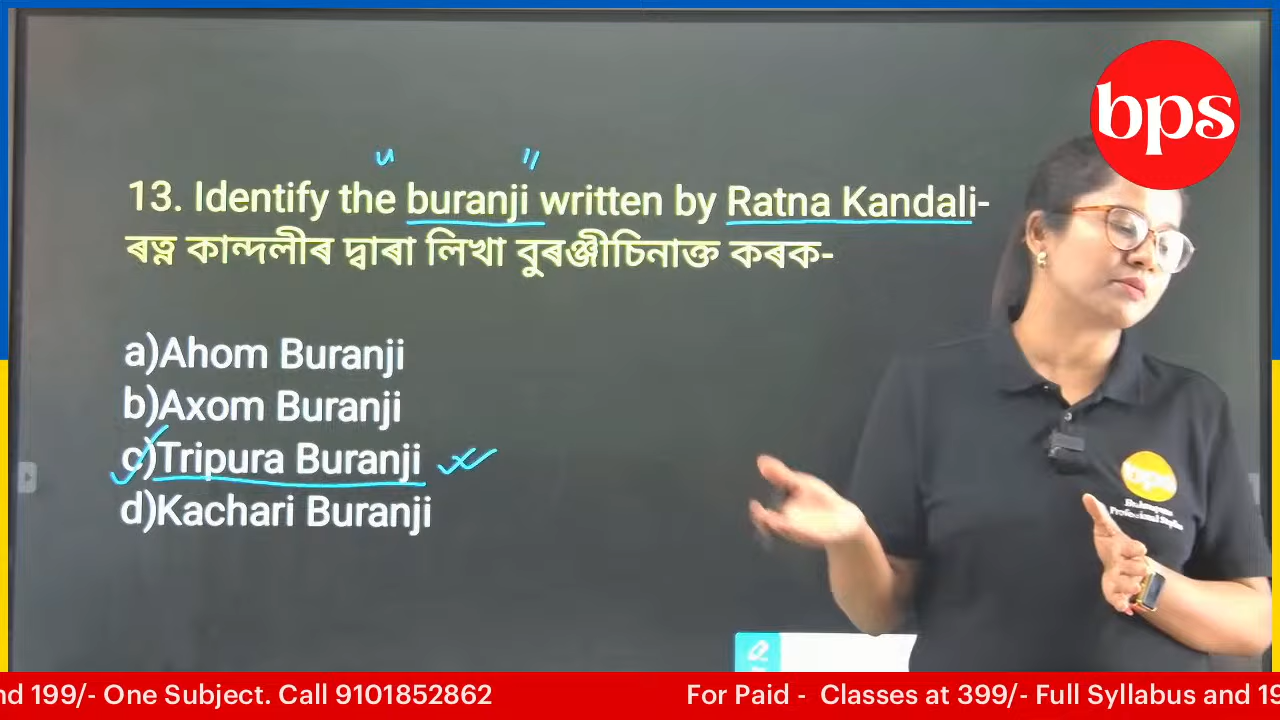 bps
13. Identify the buranji written by Ratna Kandali-
ৰত্ন কান্দলীৰ দ্বাৰা লিখা বুৰঞ্জীচিনাক্ত কৰক-
a)Ahom Buranji
b)Axom Buranji
c)Tripura Buranji
d)Kachari Buranji
Professional
nd 199/- One Subject. Call 9101852862 For Paid - Classes at 399/- Full Syllabus and 19